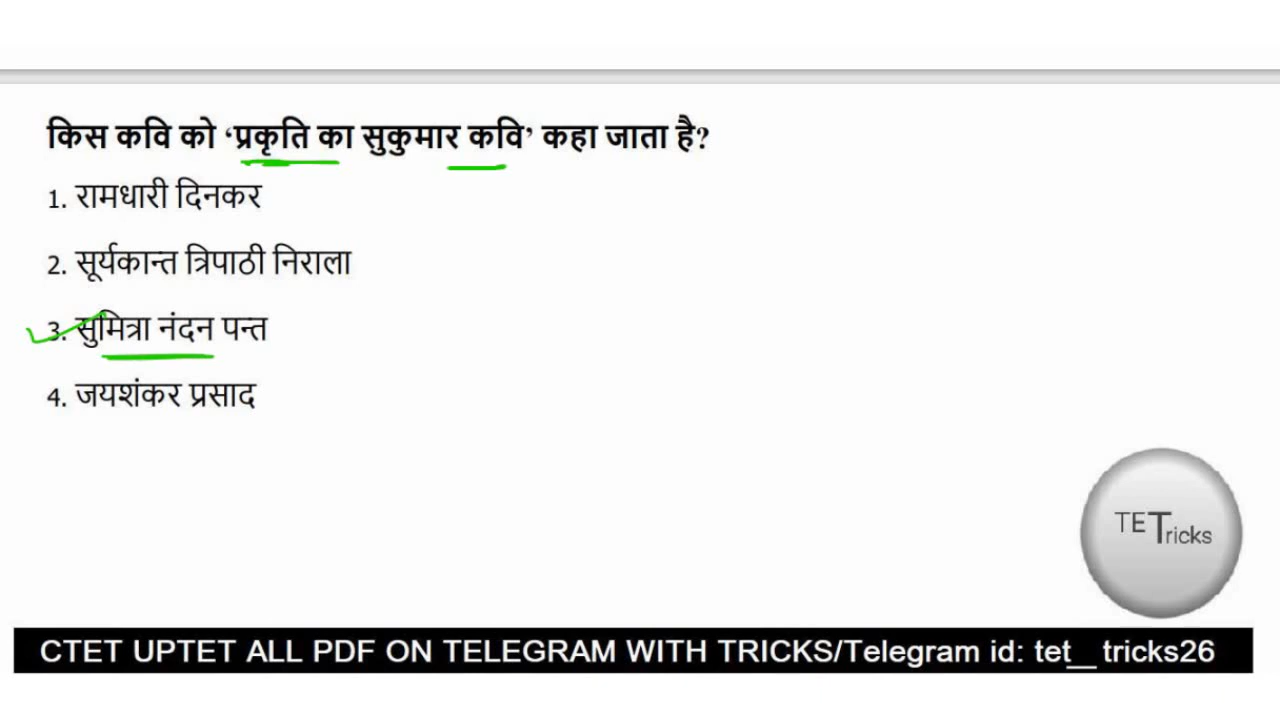 किस कवि को ‘प्रकृति का सुकुमार कवि’ कहा जाता है?
1. रामधारी दिनकर
2. सूर्यकान्त त्रिपाठी निराला
3. सुमित्रा नंदन पन्त
4. जयशंकर प्रसाद
TETricks
CTET UPTET ALL PDF ON TELEGRAM WITH TRICKS/Telegram id: tet__tricks26